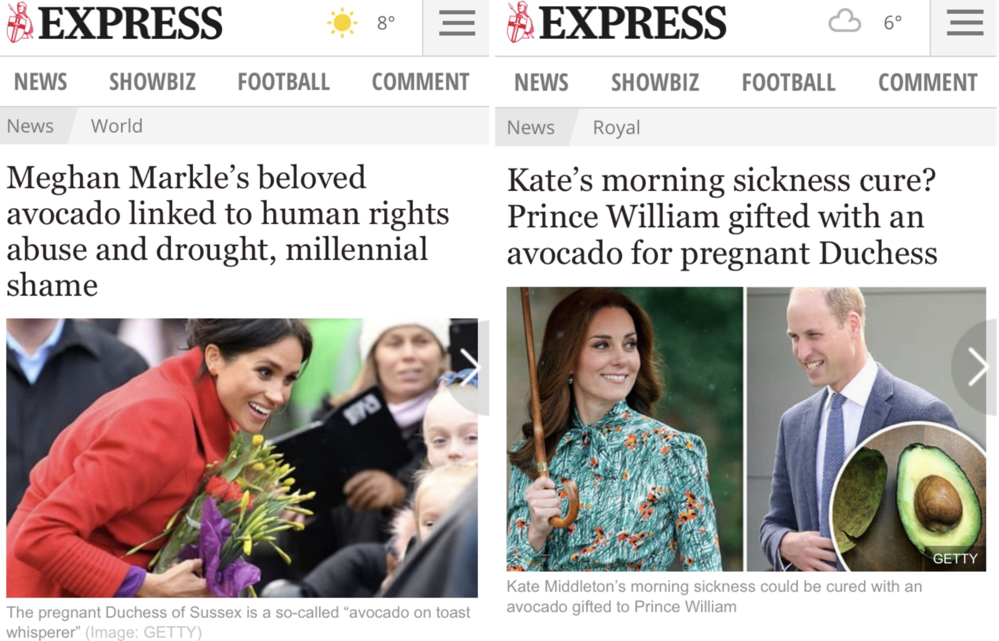 EXPRESS
8°
NEWS SHOWBIZ FOOTBALL COMMENT
News World
Meghan Markle’s beloved
avocado linked to human rights
abuse and drought, millennial
shame
The pregnant Duchess of Sussex is a so-called “avocado on toast
whisperer” (Image: GETTY)
EXPRESS
6°
NEWS SHOWBIZ FOOTBALL COMMENT
News Royal
Kate’s morning sickness cure?
Prince William gifted with an
avocado for pregnant Duchess
GETTY
Kate Middleton’s morning sickness could be cured with an
avocado gifted to Prince William